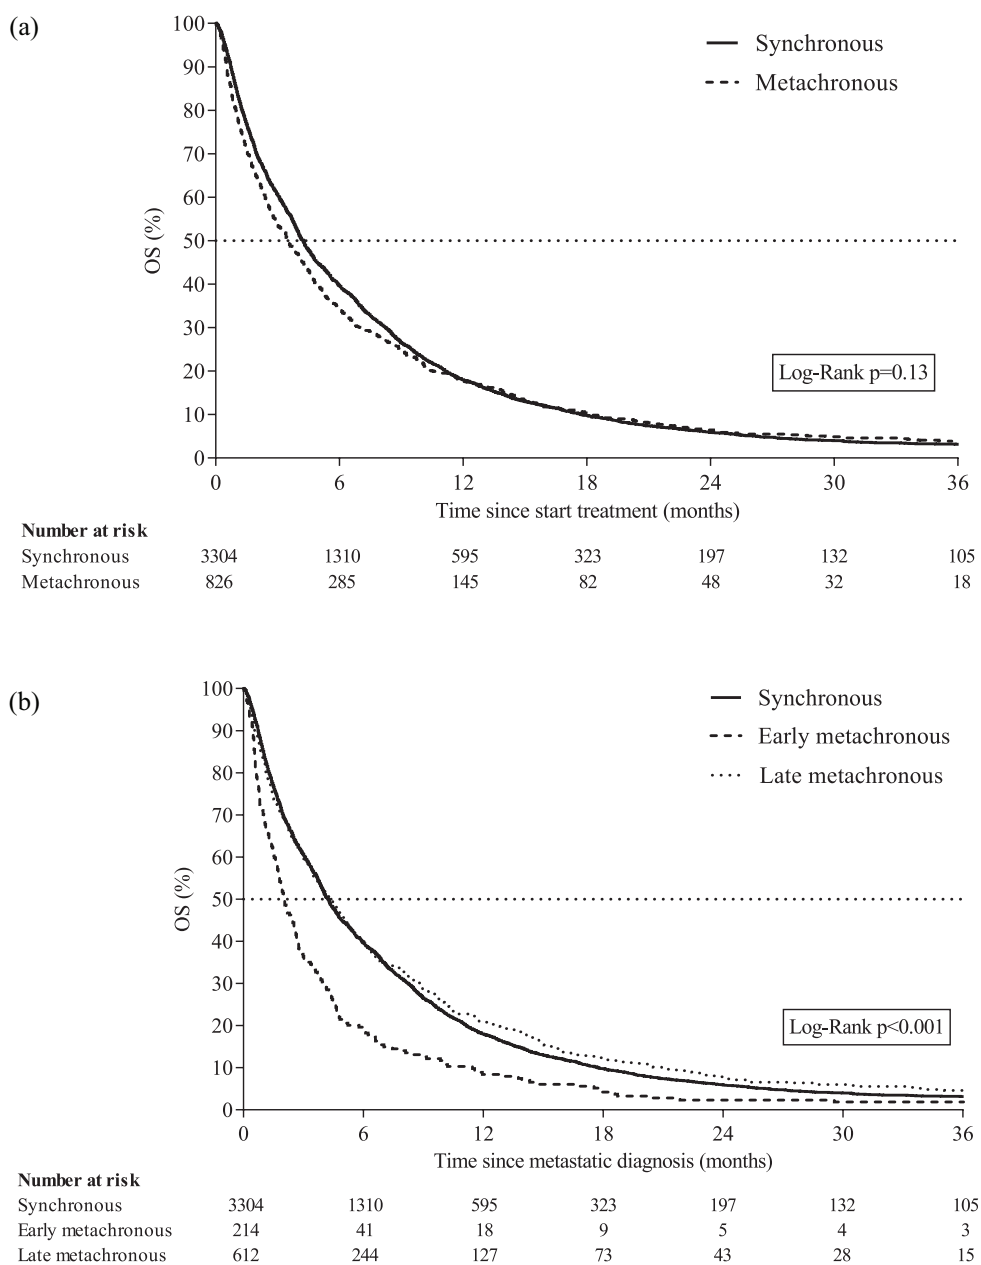 (a)
100
90
80
70
60
50
40
30
20
10
0
OS (%)
Synchronous
Metachronous
Log-Rank p=0.13
0 6 12 18 24 30 36
Time since start treatment (months)
Number at risk
Synchronous 3304 1310 595 323 197 132 105
Metachronous 826 285 145 82 48 32 18
(b)
100
90
80
70
60
50
40
30
20
10
0
OS (%)
Synchronous
Early metachronous
Late metachronous
Log-Rank p<0.001
0 6 12 18 24 30 36
Time since metastatic diagnosis (months)
Number at risk
Synchronous 3304 1310 595 323 197 132 105
Early metachronous 214 41 18 9 5 4 3
Late metachronous 612 244 127 73 43 28 15